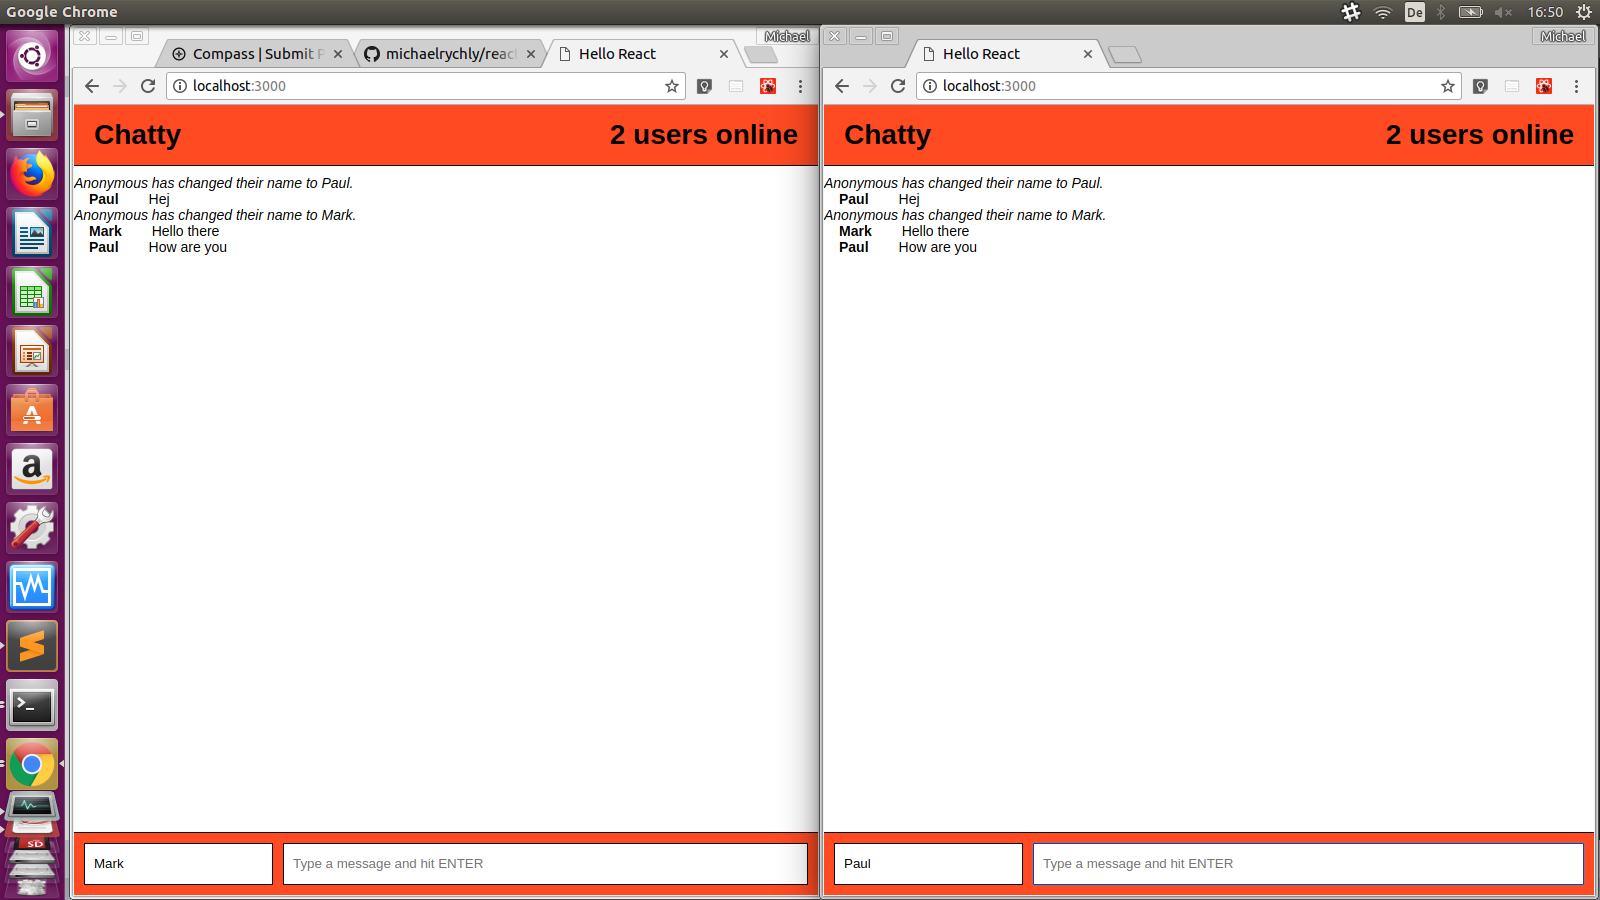 Google Chrome
De
16:50
Michael
Compass | Submit P
michaelrychly/reac
Hello React
localhost:3000
Chatty
2 users online
Anonymous has changed their name to Paul.
Paul Hej
Anonymous has changed their name to Mark.
Mark Hello there
Paul How are you
Mark
Type a message and hit ENTER
Michael
Hello React
localhost:3000
Chatty
2 users online
Anonymous has changed their name to Paul.
Paul Hej
Anonymous has changed their name to Mark.
Mark Hello there
Paul How are you
Paul
Type a message and hit ENTER
SD